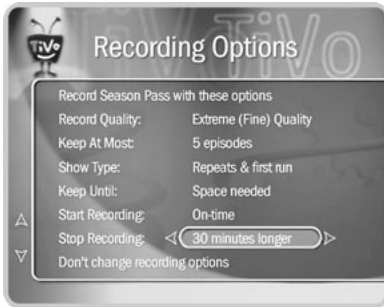 TiVo
Recording Options
Record Season Pass with these options
Record Quality: Extreme (Fine) Quality
Keep At Most: 5 episodes
Show Type: Repeats & first run
Keep Until: Space needed
Start Recording: On-time
Stop Recording: 30 minutes longer
Don't change recording options